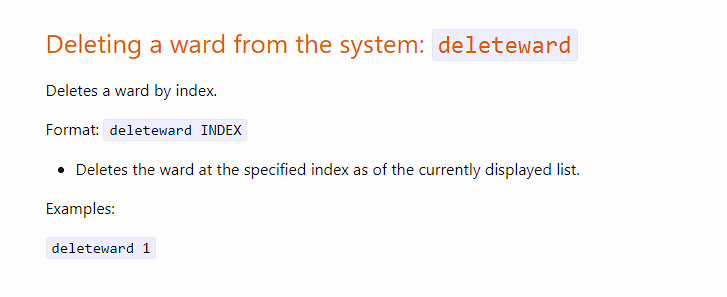 Deleting a ward from the system: deleteward
Deletes a ward by index.
Format: deleteward INDEX
• Deletes the ward at the specified index as of the currently displayed list.
Examples:
deleteward 1